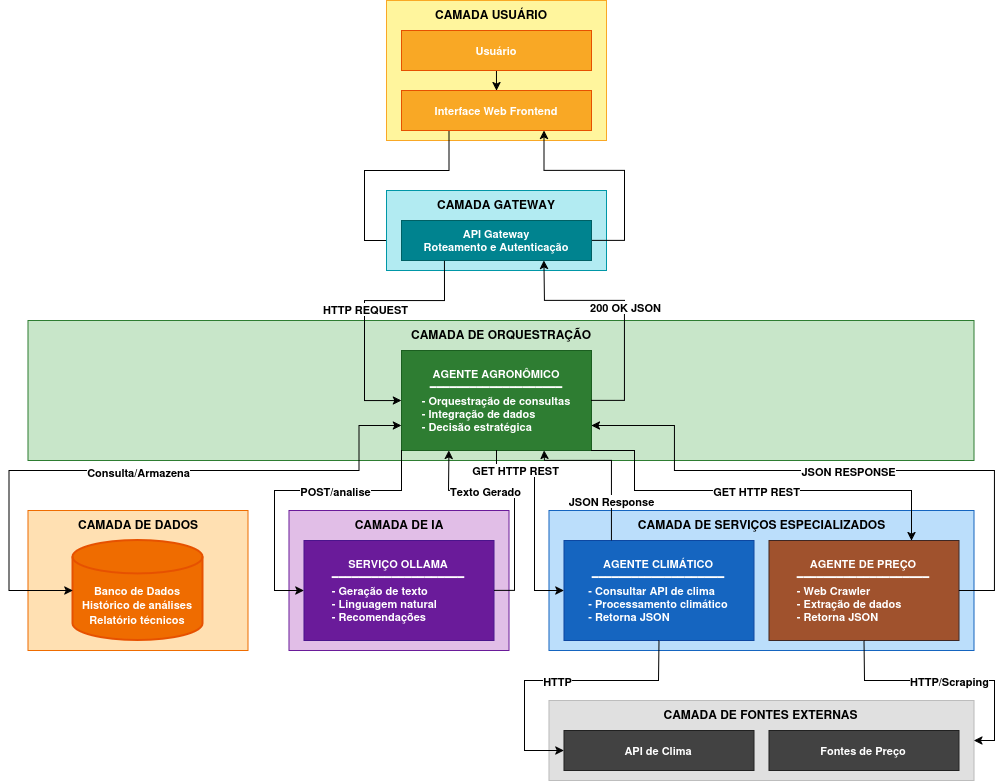 CAMADA USUÁRIO
Usuário
Interface Web Frontend
CAMADA GATEWAY
API Gateway
Roteamento e Autenticação
HTTP REQUEST
200 OK JSON
CAMADA DE ORQUESTRAÇÃO
AGENTE AGRONÔMICO
- Orquestração de consultas
- Integração de dados
- Decisão estratégica
Consulta/Armazena
GET HTTP REST
JSON RESPONSE
POST/analise
Texto Gerado
JSON Response
GET HTTP REST
CAMADA DE DADOS
Banco de Dados
Histórico de análises
Relatório técnicos
CAMADA DE IA
SERVIÇO OLLAMA
- Geração de texto
- Linguagem natural
- Recomendações
CAMADA DE SERVIÇOS ESPECIALIZADOS
AGENTE CLIMÁTICO
- Consultar API de clima
- Processamento climático
- Retorna JSON
AGENTE DE PREÇO
- Web Crawler
- Extração de dados
- Retorna JSON
HTTP
HTTP/Scraping
CAMADA DE FONTES EXTERNAS
API de Clima
Fontes de Preço